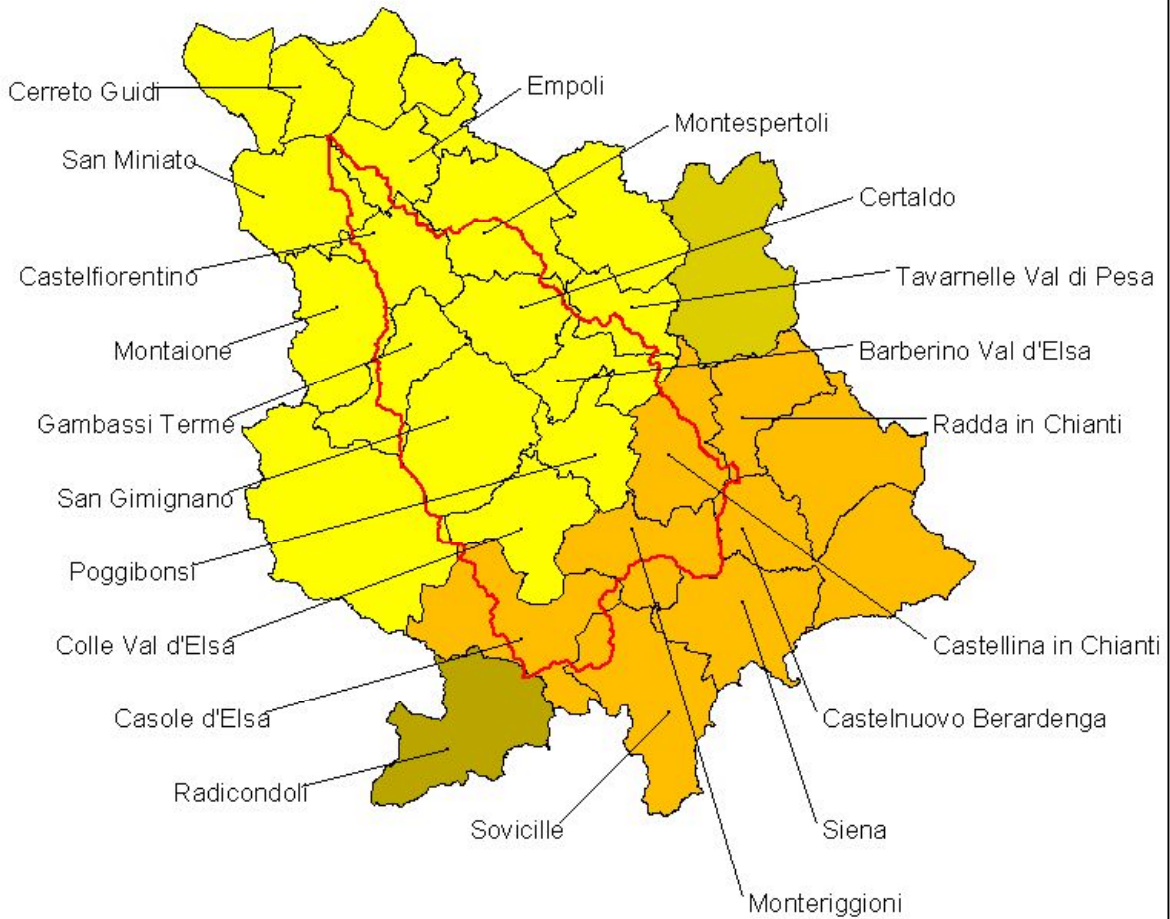 Cerreto Guidi
Empoli
Montespertoli
San Miniato
Certaldo
Castelfiorentino
Tavarnelle Val di Pesa
Montaione
Barberino Val d'Elsa
Gambassi Terme
Radda in Chianti
San Gimignano
Poggibonsi
Colle Val d'Elsa
Castellina in Chianti
Casole d'Elsa
Castelnuovo Berardenga
Radicondoli
Sovicille
Siena
Monteriggioni